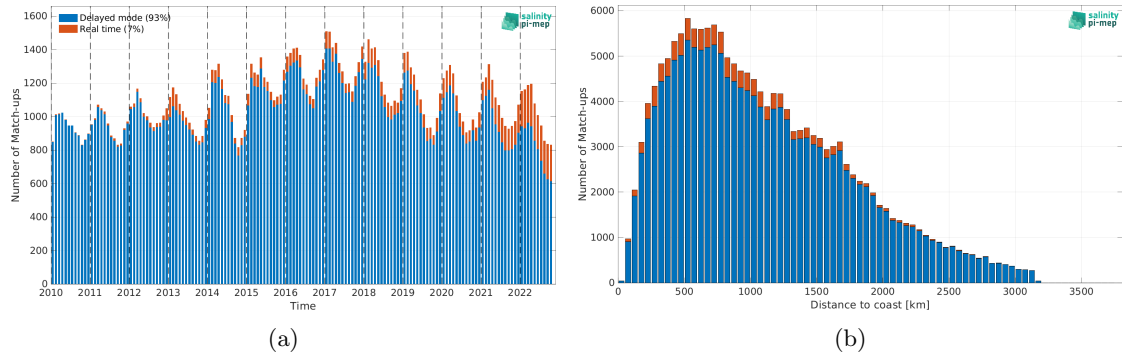 Delayed mode (93%)
Real time (7%)
salinity
pi-mep
Number of Match-ups
1600
1400
1200
1000
800
600
400
200
0
2010 2011 2012 2013 2014 2015 2016 2017 2018 2019 2020 2021 2022
Time
(a)
salinity
pi-mep
Number of Match-ups
6000
5000
4000
3000
2000
1000
0
0 500 1000 1500 2000 2500 3000 3500
Distance to coast [km]
(b)